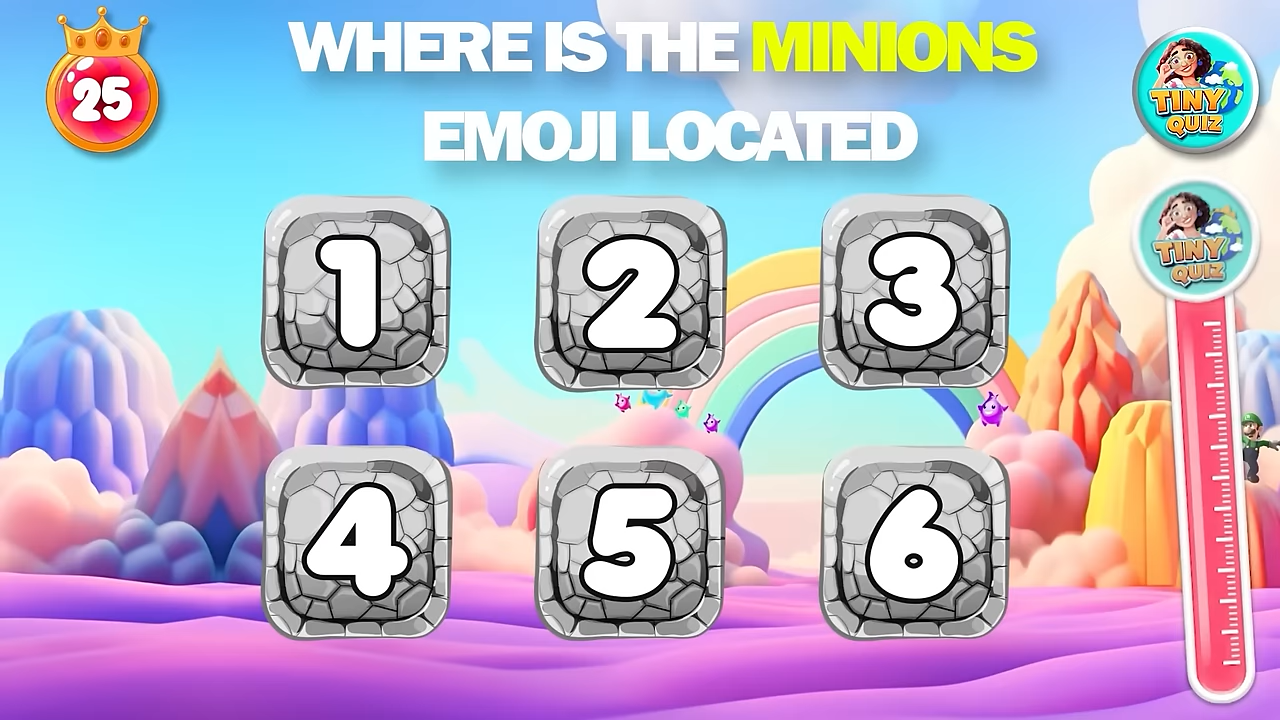 25
WHERE IS THE MINIONS
EMOJI LOCATED
TINY
QUIZ
TINY
QUIZ
1
2
3
4
5
6